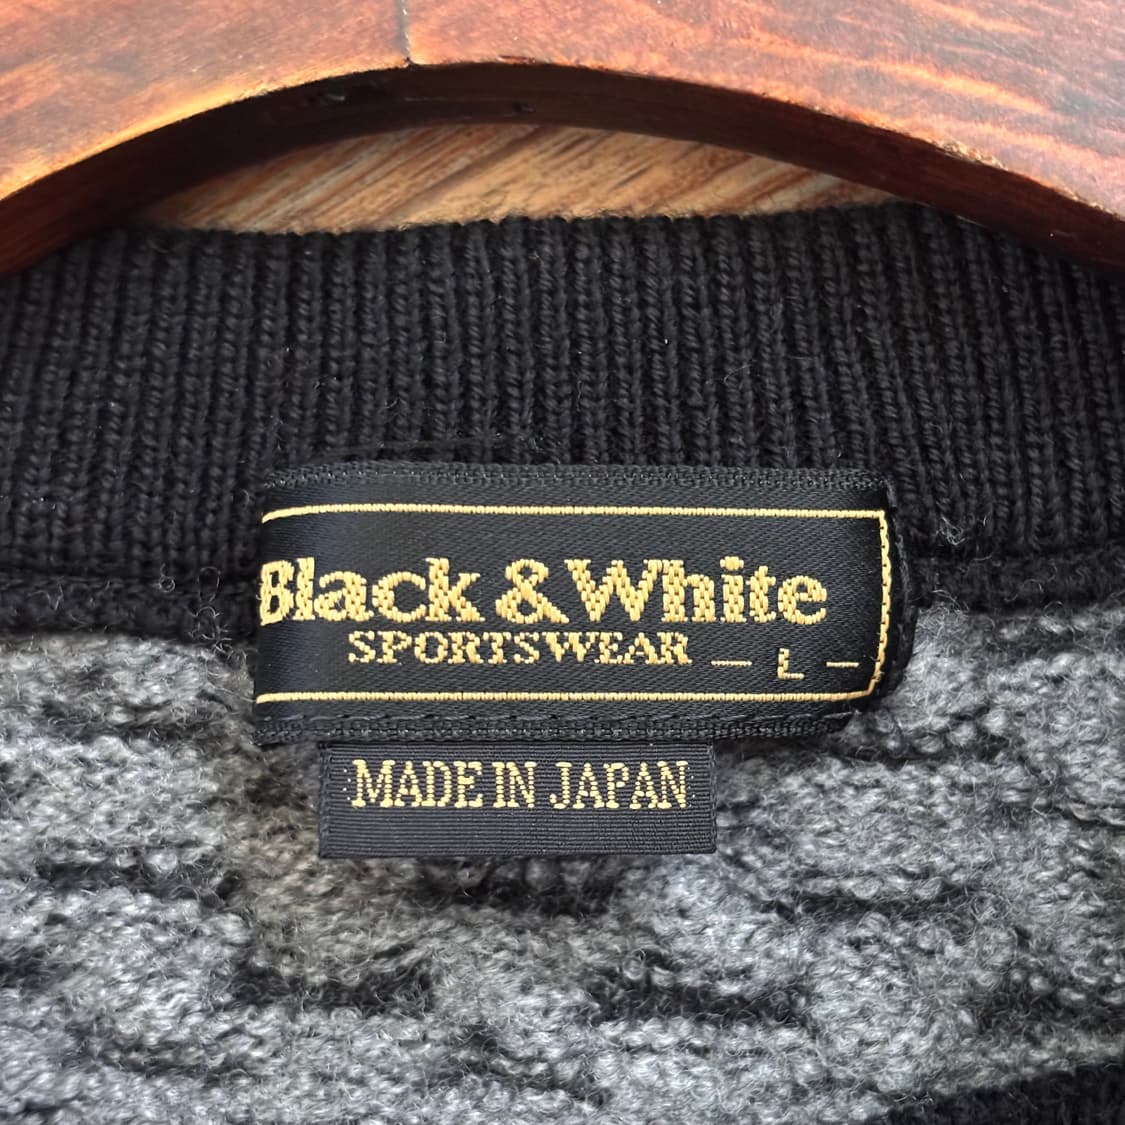 Black & White
SPORTSWEAR — L —
MADE IN JAPAN